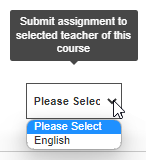 Submit assignment to
selected teacher of this
course
Please Selec
Please Select
English